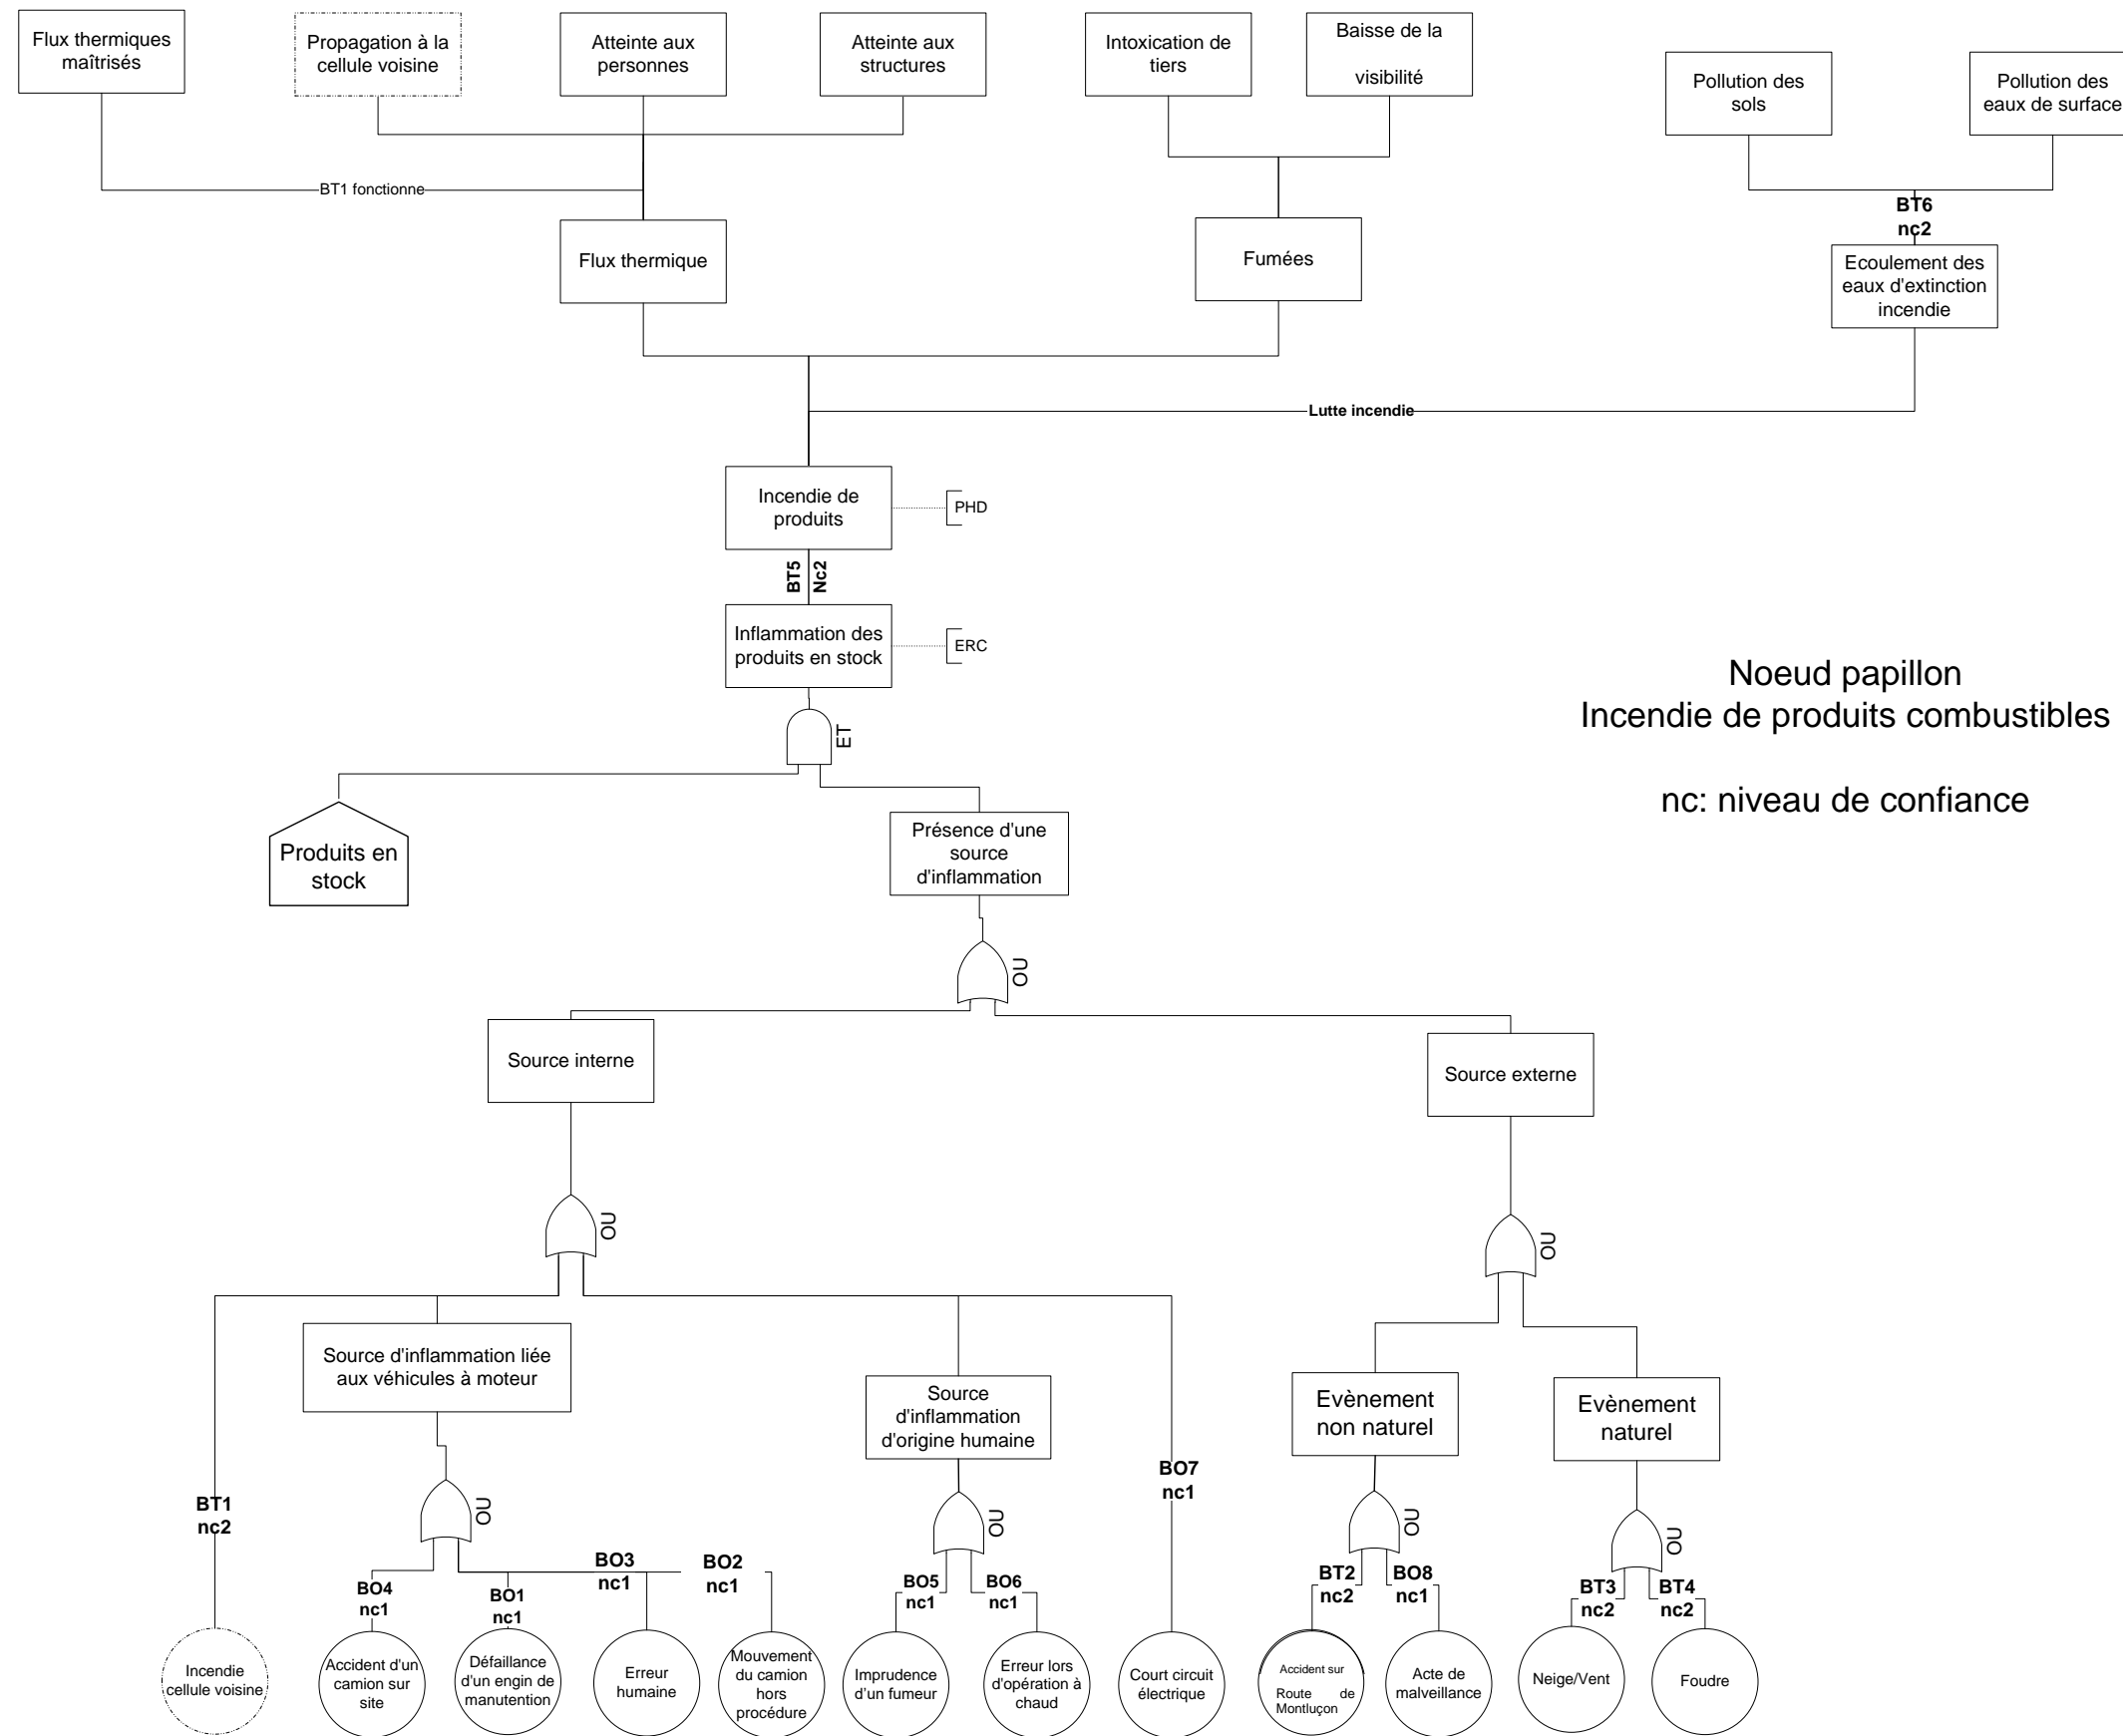 Flux thermiques
maîtrisés
Propagation à la
cellule voisine
Atteinte aux
personnes
Atteinte aux
structures
Intoxication de
tiers
Baisse de la
visibilité
Pollution des
sols
Pollution des
eaux de surface
BT1 fonctionne
BT6
nc2
Flux thermique
Fumées
Ecoulement des
eaux d'extinction
incendie
Lutte incendie
Incendie de
produits
PHD
BT5
Nc2
Inflammation des
produits en stock
ERC
Noeud papillon
Incendie de produits combustibles
nc: niveau de confiance
ET
Produits en
stock
Présence d'une
source
d'inflammation
OU
Source interne
Source externe
OU
OU
Source d'inflammation liée
aux véhicules à moteur
Source
d'inflammation
d'origine humaine
Evènement
non naturel
Evènement
naturel
BT1
nc2
OU
OU
BO7
nc1
OU
OU
BO4
nc1
BO1
nc1
BO3
nc1
BO2
nc1
BO5
nc1
BO6
nc1
BT2
nc2
BO8
nc1
BT3
nc2
BT4
nc2
Incendie
cellule voisine
Accident d'un
camion sur
site
Défaillance
d'un engin de
manutention
Erreur
humaine
Mouvement
du camion
hors
procédure
Imprudence
d'un fumeur
Erreur lors
d'opération à
chaud
Court circuit
électrique
Accident sur
Route de
Montluçon
Acte de
malveillance
Neige/Vent
Foudre